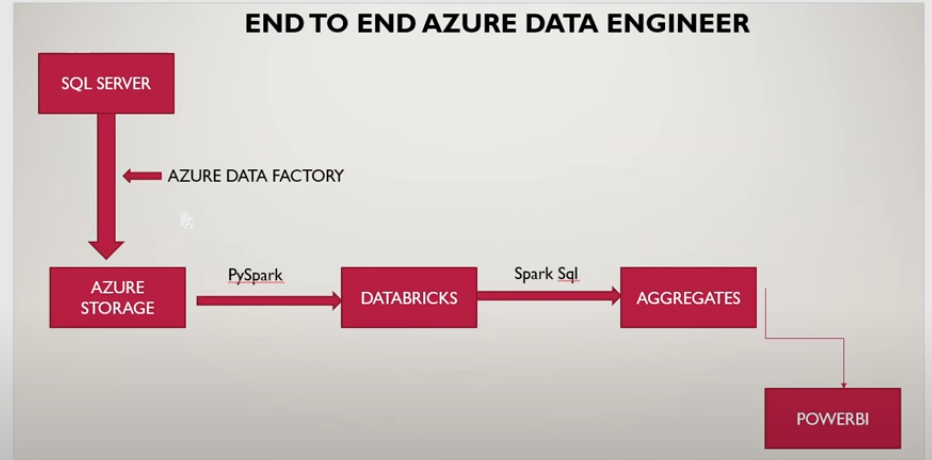 END TO END AZURE DATA ENGINEER
SQL SERVER
AZURE DATA FACTORY
AZURE
STORAGE
PySpark
DATABRICKS
Spark Sql
AGGREGATES
POWERBI